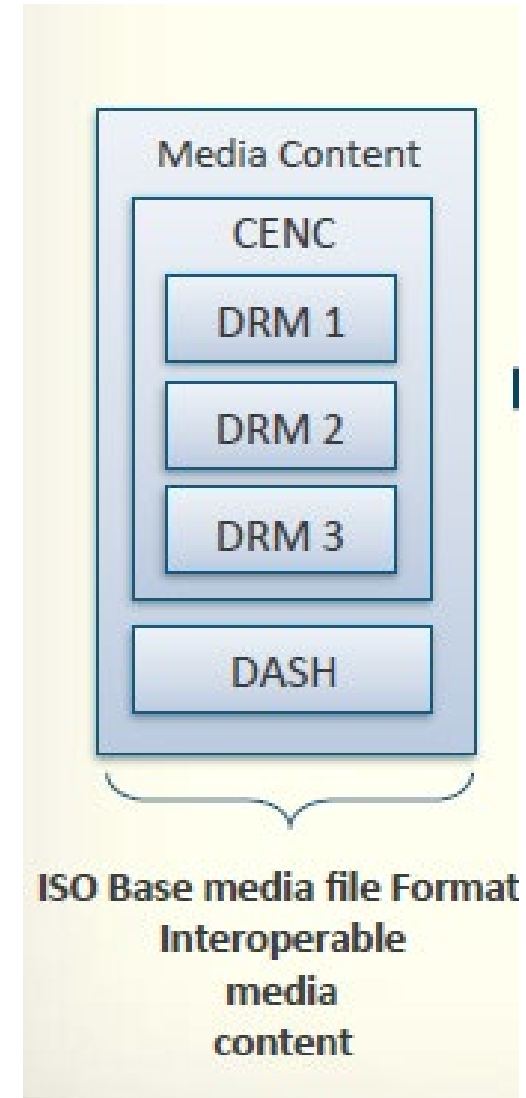 Media Content
CENC
DRM 1
DRM 2
DRM 3
DASH
ISO Base media file Format
Interoperable
media
content